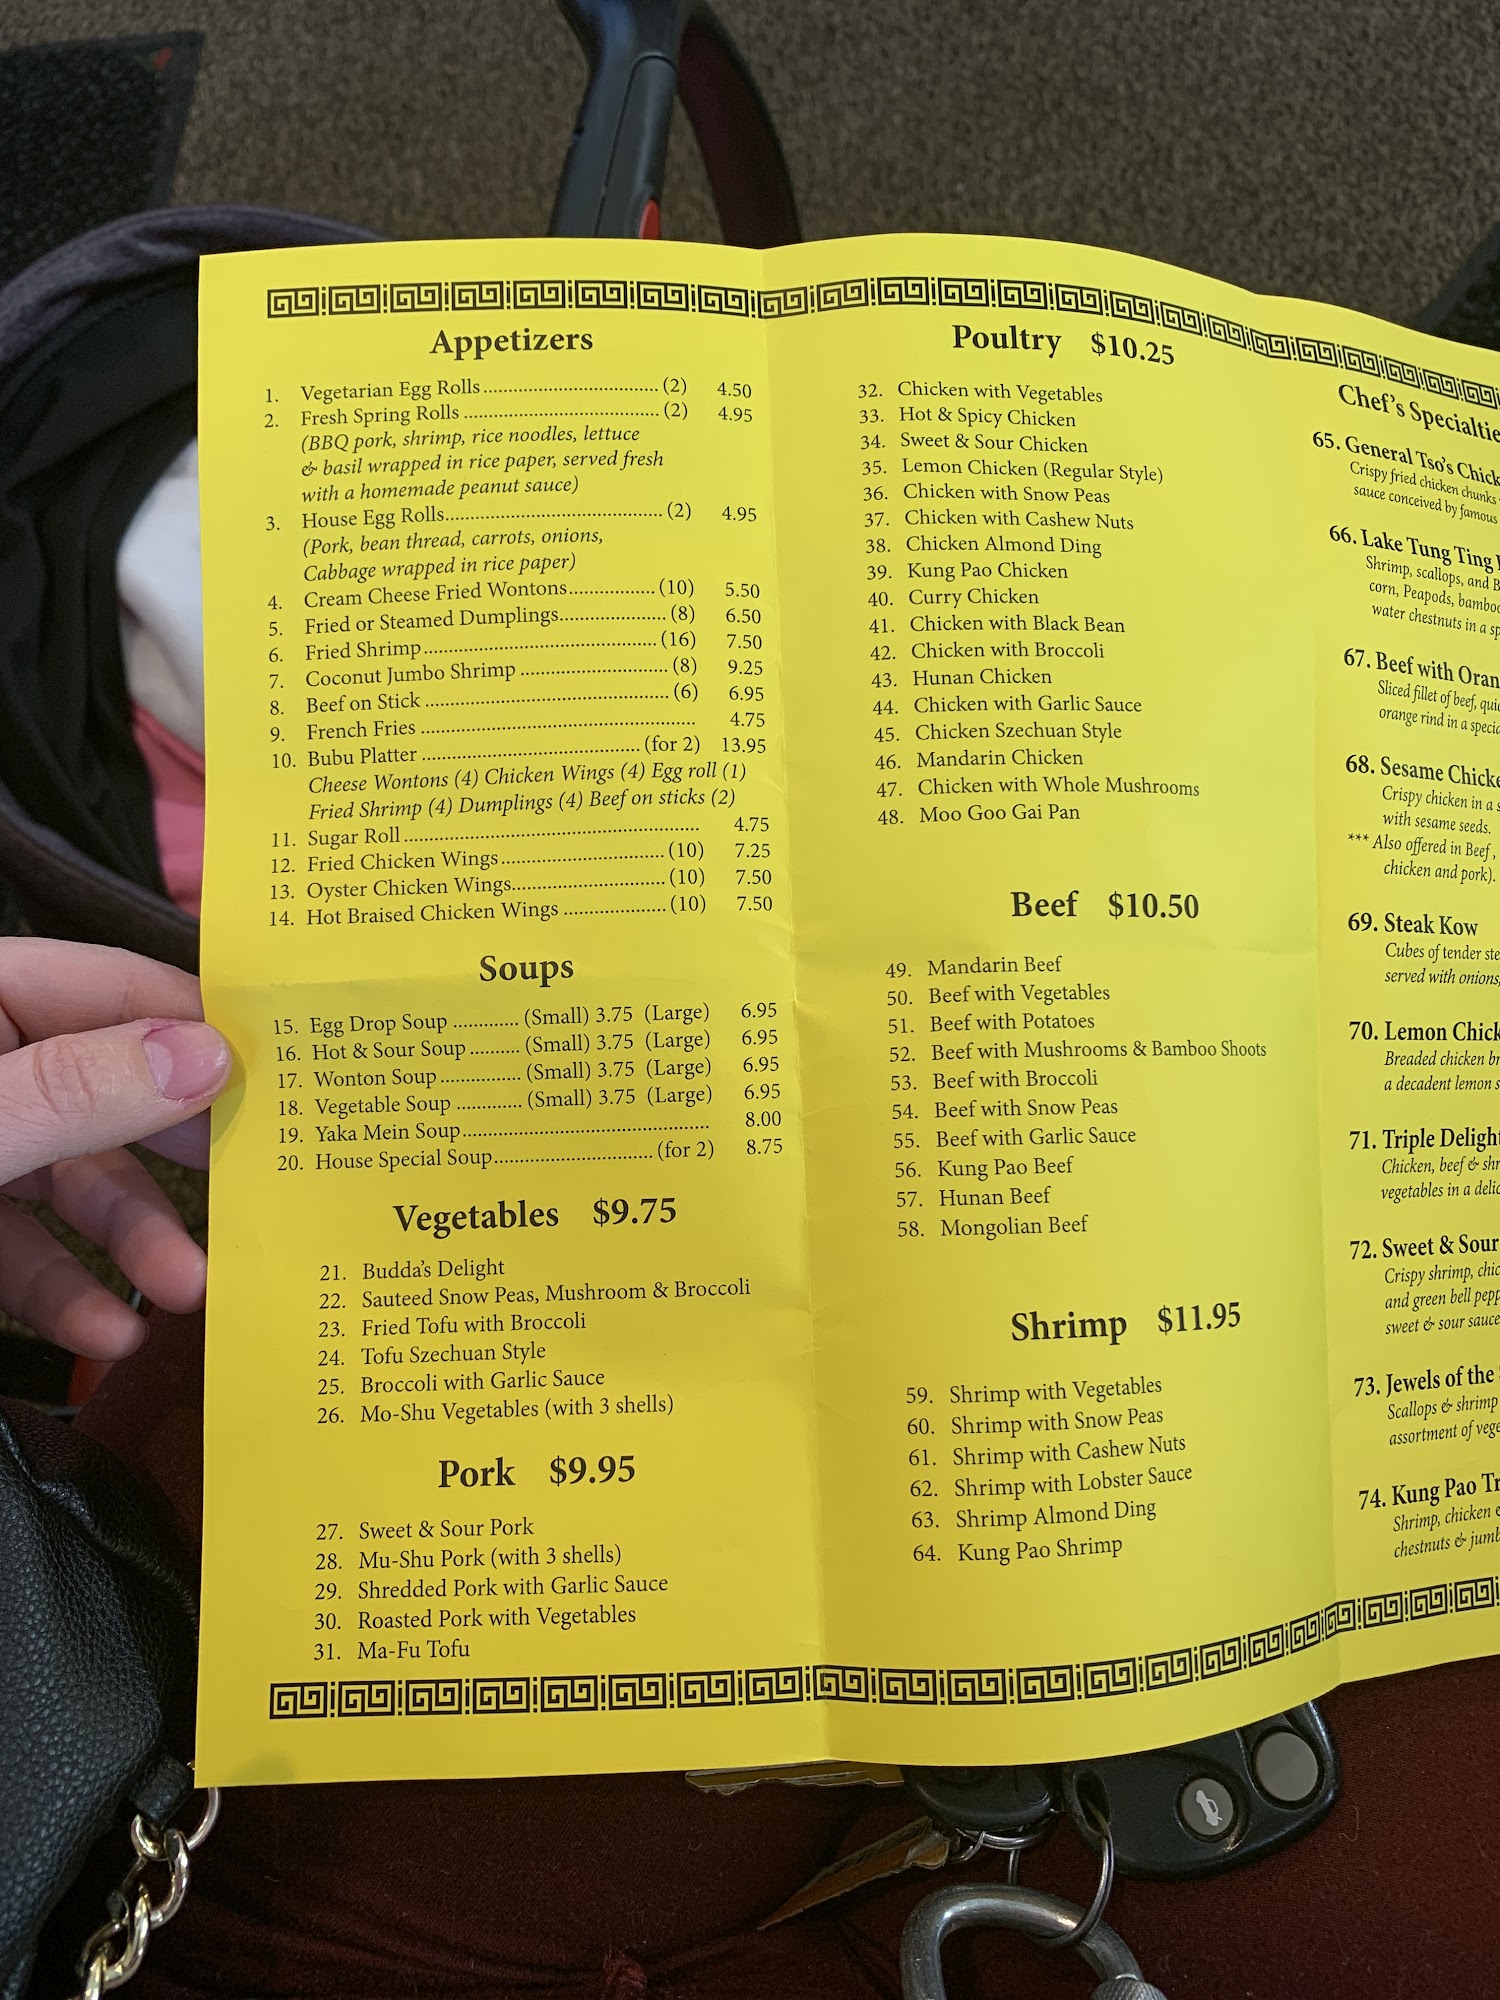 Appetizers
1. Vegetarian Egg Rolls (2) 4.50
2. Fresh Spring Rolls (2) 4.95
(BBQ pork, shrimp, rice noodles, lettuce
& basil wrapped in rice paper, served fresh
with a homemade peanut sauce)
3. House Egg Rolls (2) 4.95
(Pork, bean thread, carrots, onions,
Cabbage wrapped in rice paper)
4. Cream Cheese Fried Wontons (10) 5.50
5. Fried or Steamed Dumplings (8) 6.50
6. Fried Shrimp (16) 7.50
7. Coconut Jumbo Shrimp (8) 9.25
8. Beef on Stick (6) 6.95
9. French Fries 4.75
10. Bubu Platter (for 2) 13.95
Cheese Wontons (4) Chicken Wings (4) Egg roll (1)
Fried Shrimp (4) Dumplings (4) Beef on sticks (2)
11. Sugar Roll 4.75
12. Fried Chicken Wings (10) 7.25
13. Oyster Chicken Wings (10) 7.50
14. Hot Braised Chicken Wings (10) 7.50
Soups
15. Egg Drop Soup (Small) 3.75 (Large) 6.95
16. Hot & Sour Soup (Small) 3.75 (Large) 6.95
17. Wonton Soup (Small) 3.75 (Large) 6.95
18. Vegetable Soup (Small) 3.75 (Large) 6.95
19. Yaka Mein Soup 8.00
20. House Special Soup (for 2) 8.75
Vegetables $9.75
21. Budda's Delight
22. Sauteed Snow Peas, Mushroom & Broccoli
23. Fried Tofu with Broccoli
24. Tofu Szechuan Style
25. Broccoli with Garlic Sauce
26. Mo-Shu Vegetables (with 3 shells)
Pork $9.95
27. Sweet & Sour Pork
28. Mu-Shu Pork (with 3 shells)
29. Shredded Pork with Garlic Sauce
30. Roasted Pork with Vegetables
31. Ma-Fu Tofu
Poultry $10.25
32. Chicken with Vegetables
33. Hot & Spicy Chicken
34. Sweet & Sour Chicken
35. Lemon Chicken (Regular Style)
36. Chicken with Snow Peas
37. Chicken with Cashew Nuts
38. Chicken Almond Ding
39. Kung Pao Chicken
40. Curry Chicken
41. Chicken with Black Bean
42. Chicken with Broccoli
43. Hunan Chicken
44. Chicken with Garlic Sauce
45. Chicken Szechuan Style
46. Mandarin Chicken
47. Chicken with Whole Mushrooms
48. Moo Goo Gai Pan
Beef $10.50
49. Mandarin Beef
50. Beef with Vegetables
51. Beef with Potatoes
52. Beef with Mushrooms & Bamboo Shoots
53. Beef with Broccoli
54. Beef with Snow Peas
55. Beef with Garlic Sauce
56. Kung Pao Beef
57. Hunan Beef
58. Mongolian Beef
Shrimp $11.95
59. Shrimp with Vegetables
60. Shrimp with Snow Peas
61. Shrimp with Cashew Nuts
62. Shrimp with Lobster Sauce
63. Shrimp Almond Ding
64. Kung Pao Shrimp
Chef's Specialtie
65. General Tso's Chick
Crispy fried chicken chunks
sauce conceived by famous
66. Lake Tung Ting
Shrimp, scallops, and B
corn, Peapods, bamboo
water chestnuts in a sp
67. Beef with Oran
Sliced fillet of beef, quic
orange rind in a specia
68. Sesame Chicke
Crispy chicken in a s
with sesame seeds.
*** Also offered in Beef,
chicken and pork).
69. Steak Kow
Cubes of tender ste
served with onions,
70. Lemon Chick
Breaded chicken br
a decadent lemon s
71. Triple Delight
Chicken, beef & shr
vegetables in a delic
72. Sweet & Sour
Crispy shrimp, chic
and green bell pepp
sweet & sour sauce
73. Jewels of the
Scallops & shrimp
assortment of vege
74. Kung Pao Tr
Shrimp, chicken
chestnuts & jumb